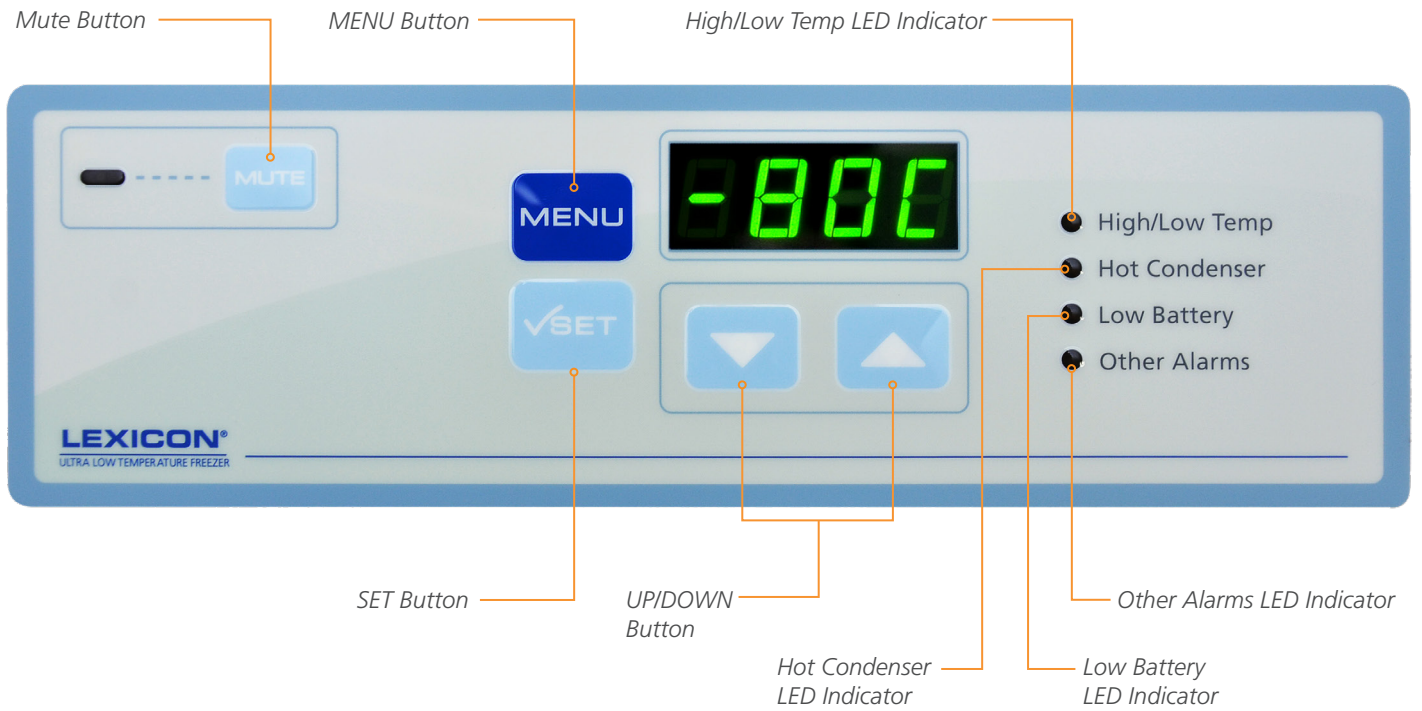 Mute Button
MENU Button
High/Low Temp LED Indicator
MUTE
MENU
-80C
High/Low Temp
Hot Condenser
Low Battery
Other Alarms
✓SET
LEXICON®
ULTRA LOW TEMPERATURE FREEZER
SET Button
UP/DOWN
Button
Other Alarms LED Indicator
Hot Condenser
LED Indicator
Low Battery
LED Indicator